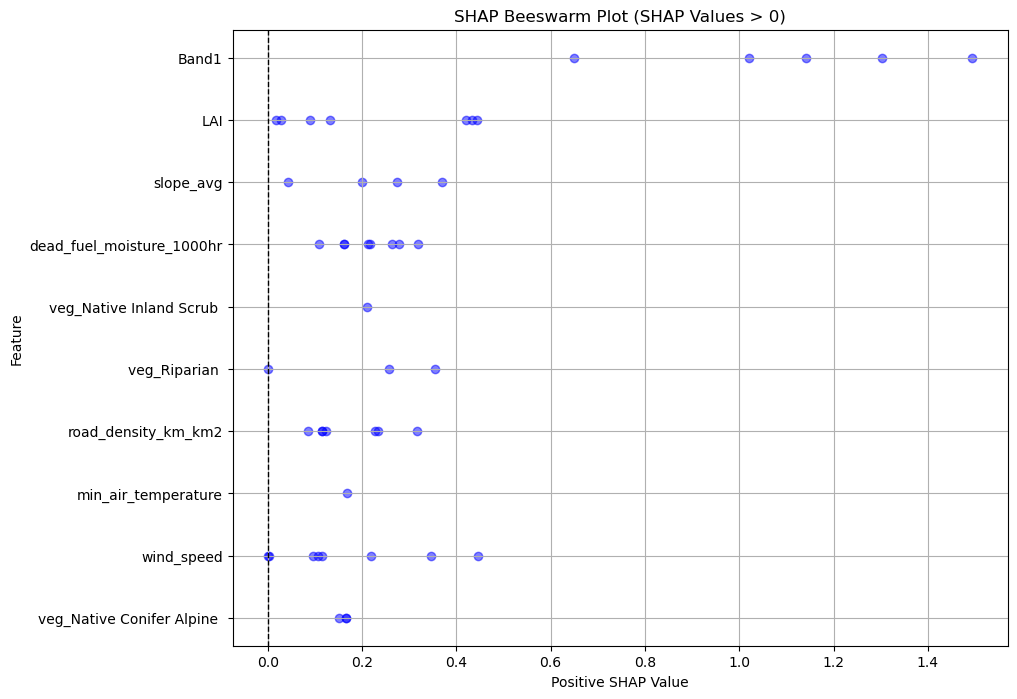 SHAP Beeswarm Plot (SHAP Values > 0)
Feature
Band1
LAI
slope_avg
dead_fuel_moisture_1000hr
veg_Native Inland Scrub
veg_Riparian
road_density_km_km2
min_air_temperature
wind_speed
veg_Native Conifer Alpine
0.0 0.2 0.4 0.6 0.8 1.0 1.2 1.4
Positive SHAP Value